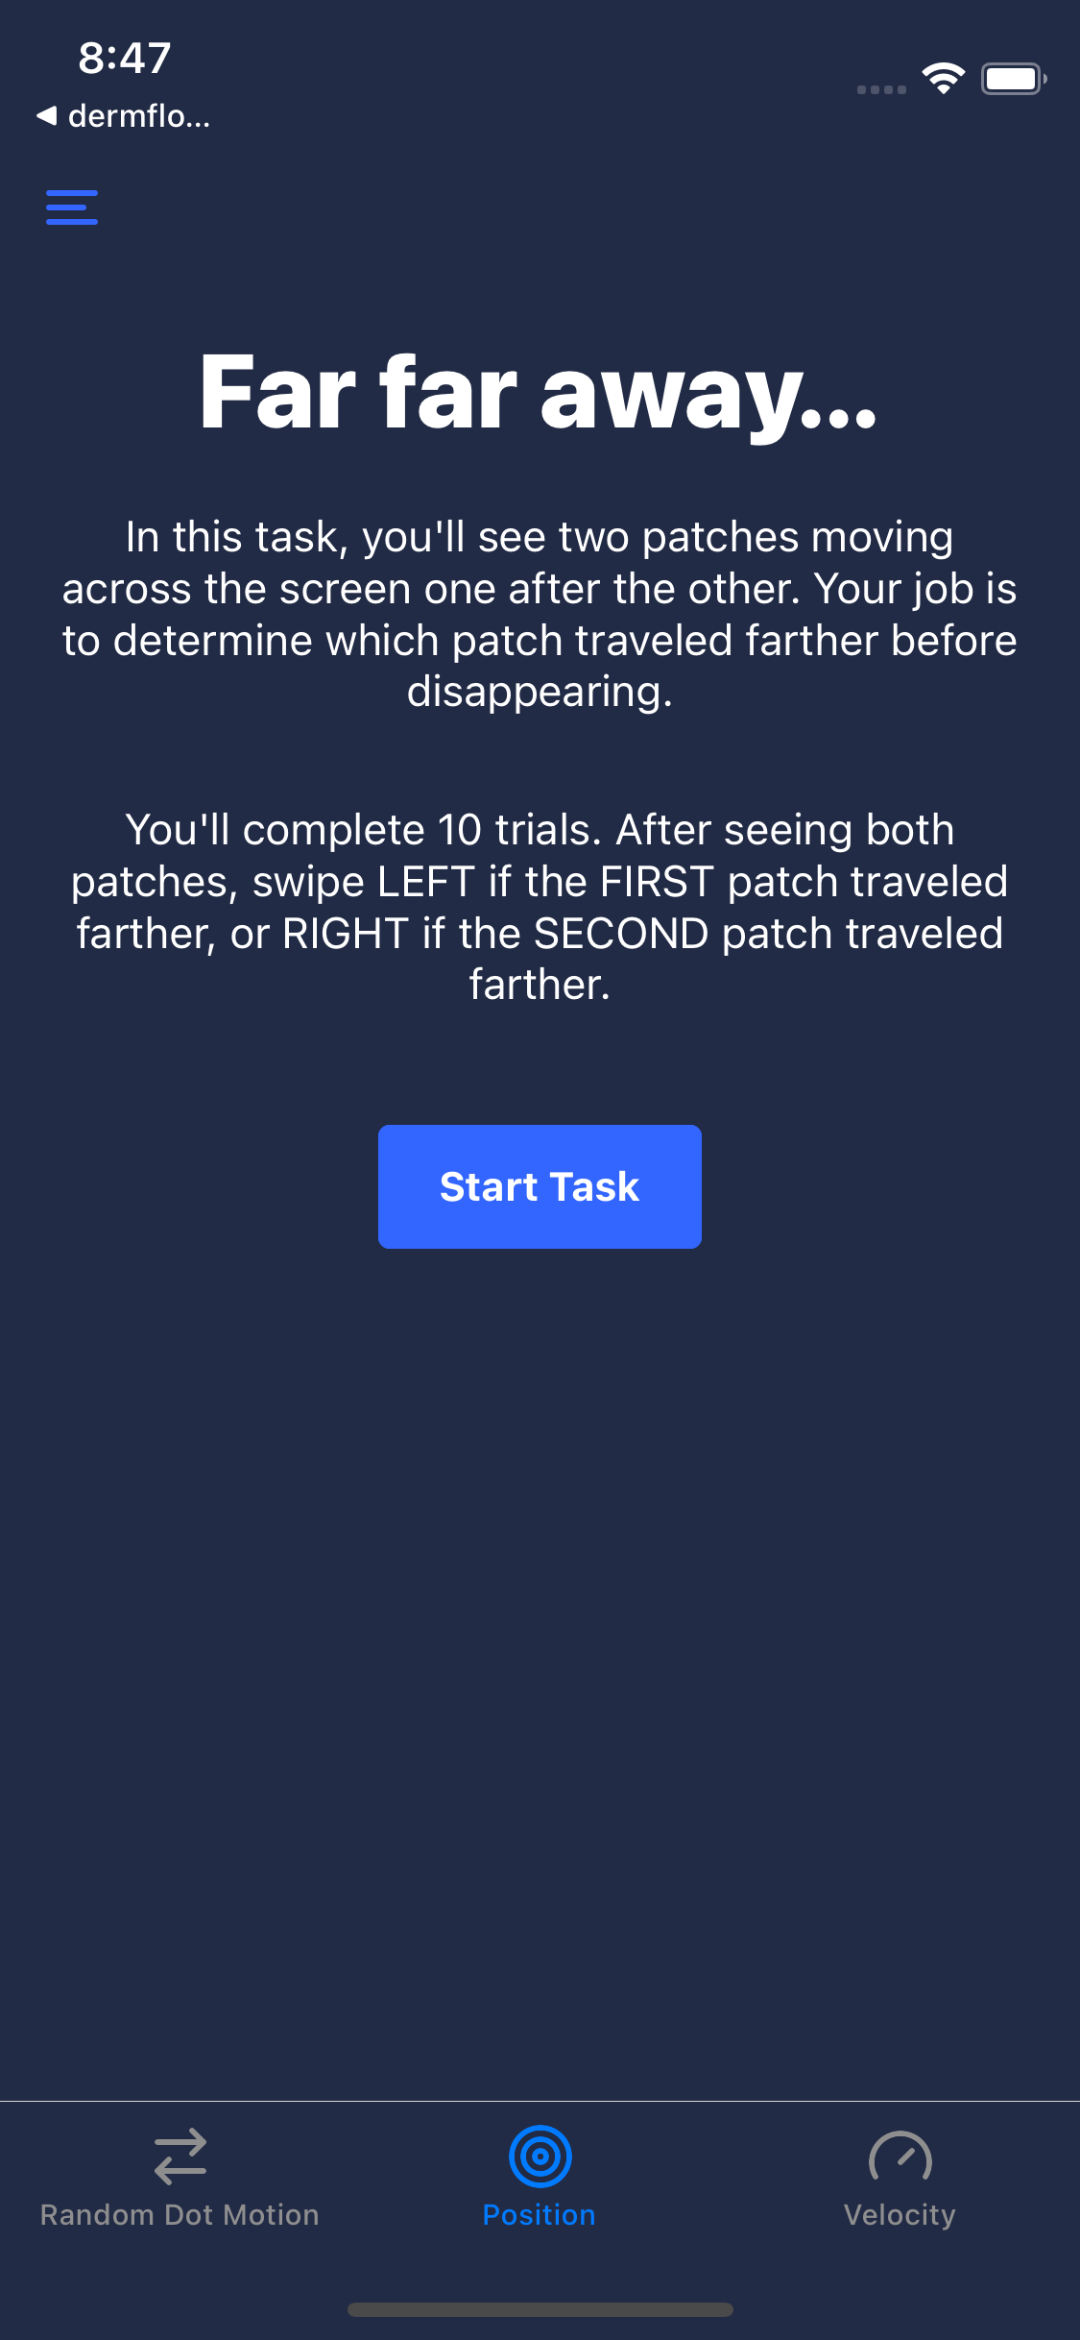 8:47
dermflo...
Far far away...
In this task, you'll see two patches moving
across the screen one after the other. Your job is
to determine which patch traveled farther before
disappearing.
You'll complete 10 trials. After seeing both
patches, swipe LEFT if the FIRST patch traveled
farther, or RIGHT if the SECOND patch traveled
farther.
Start Task
Random Dot Motion
Position
Velocity